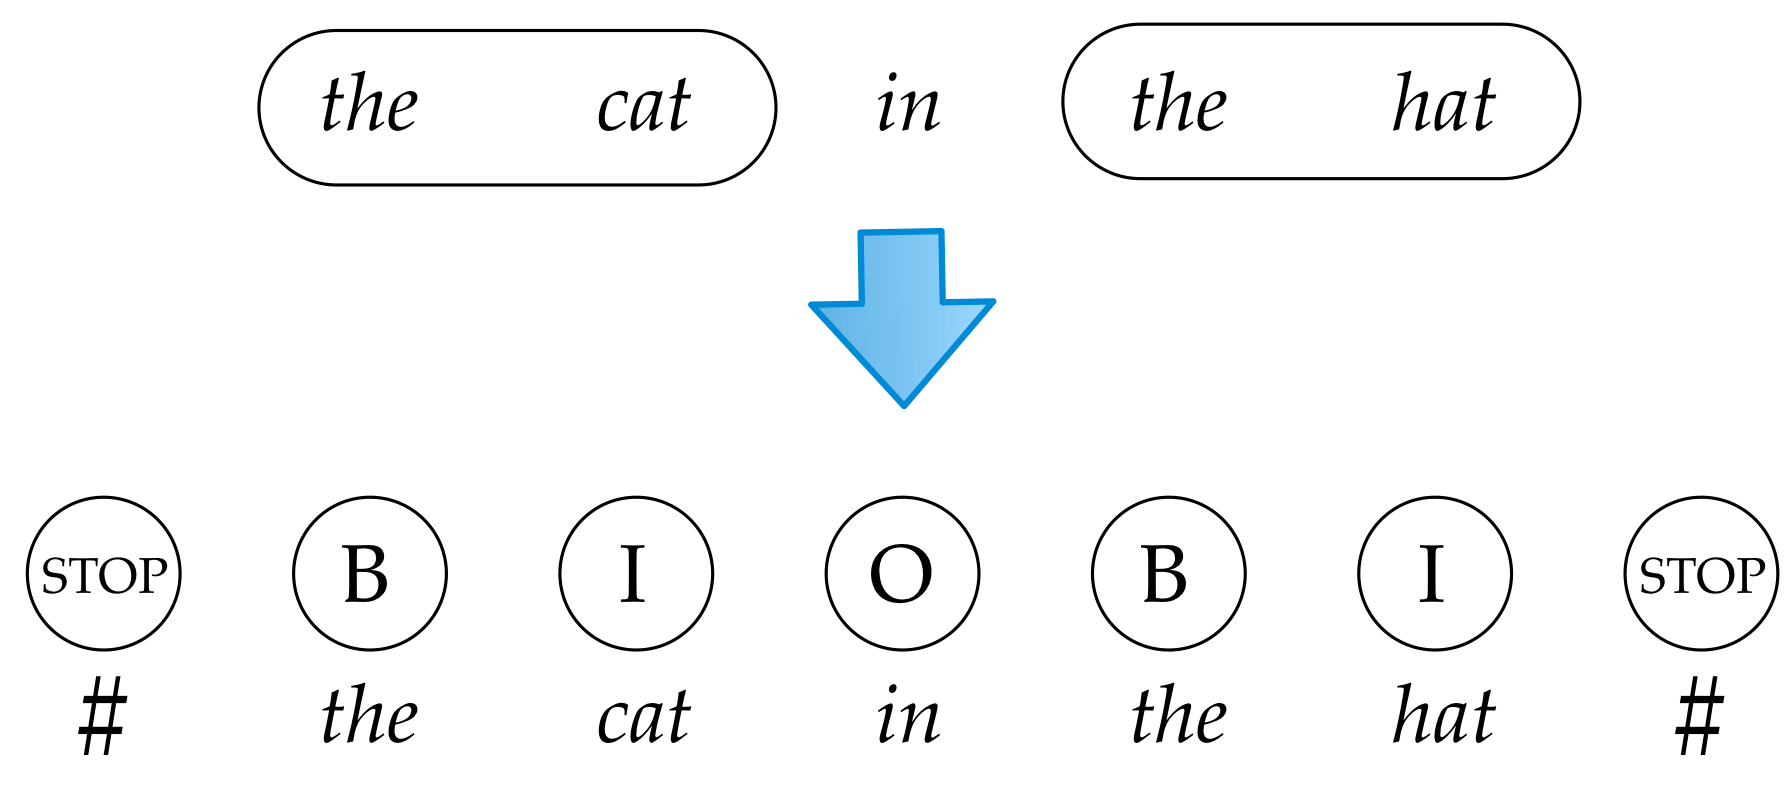 the cat in the hat
STOP B I O B I STOP
# the cat in the hat #